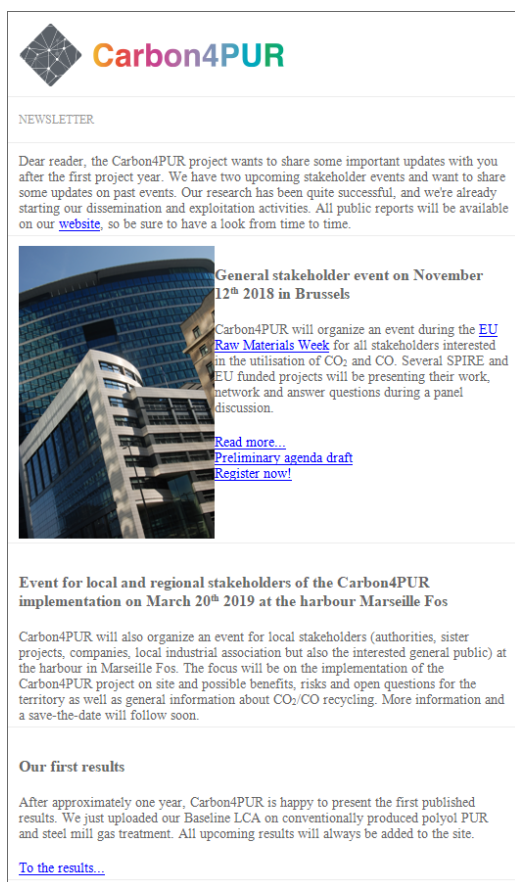 Carbon4PUR
NEWSLETTER
Dear reader, the Carbon4PUR project wants to share some important updates with you
after the first project year. We have two upcoming stakeholder events and want to share
some updates on past events. Our research has been quite successful, and we're already
starting our dissemination and exploitation activities. All public reports will be available
on our website, so be sure to have a look from time to time.
General stakeholder event on November
12th 2018 in Brussels
Carbon4PUR will organize an event during the EU
Raw Materials Week for all stakeholders interested
in the utilisation of CO2 and CO. Several SPIRE and
EU funded projects will be presenting their work,
network and answer questions during a panel
discussion.
Read more...
Preliminary agenda draft
Register now!
Event for local and regional stakeholders of the Carbon4PUR
implementation on March 20th 2019 at the harbour Marseille Fos
Carbon4PUR will also organize an event for local stakeholders (authorities, sister
projects, companies, local industrial association but also the interested general public) at
the harbour in Marseille Fos. The focus will be on the implementation of the
Carbon4PUR project on site and possible benefits, risks and open questions for the
territory as well as general information about CO2/CO recycling. More information and
a save-the-date will follow soon.
Our first results
After approximately one year, Carbon4PUR is happy to present the first published
results. We just uploaded our Baseline LCA on conventionally produced polyol PUR
and steel mill gas treatment. All upcoming results will always be added to the site.
To the results...